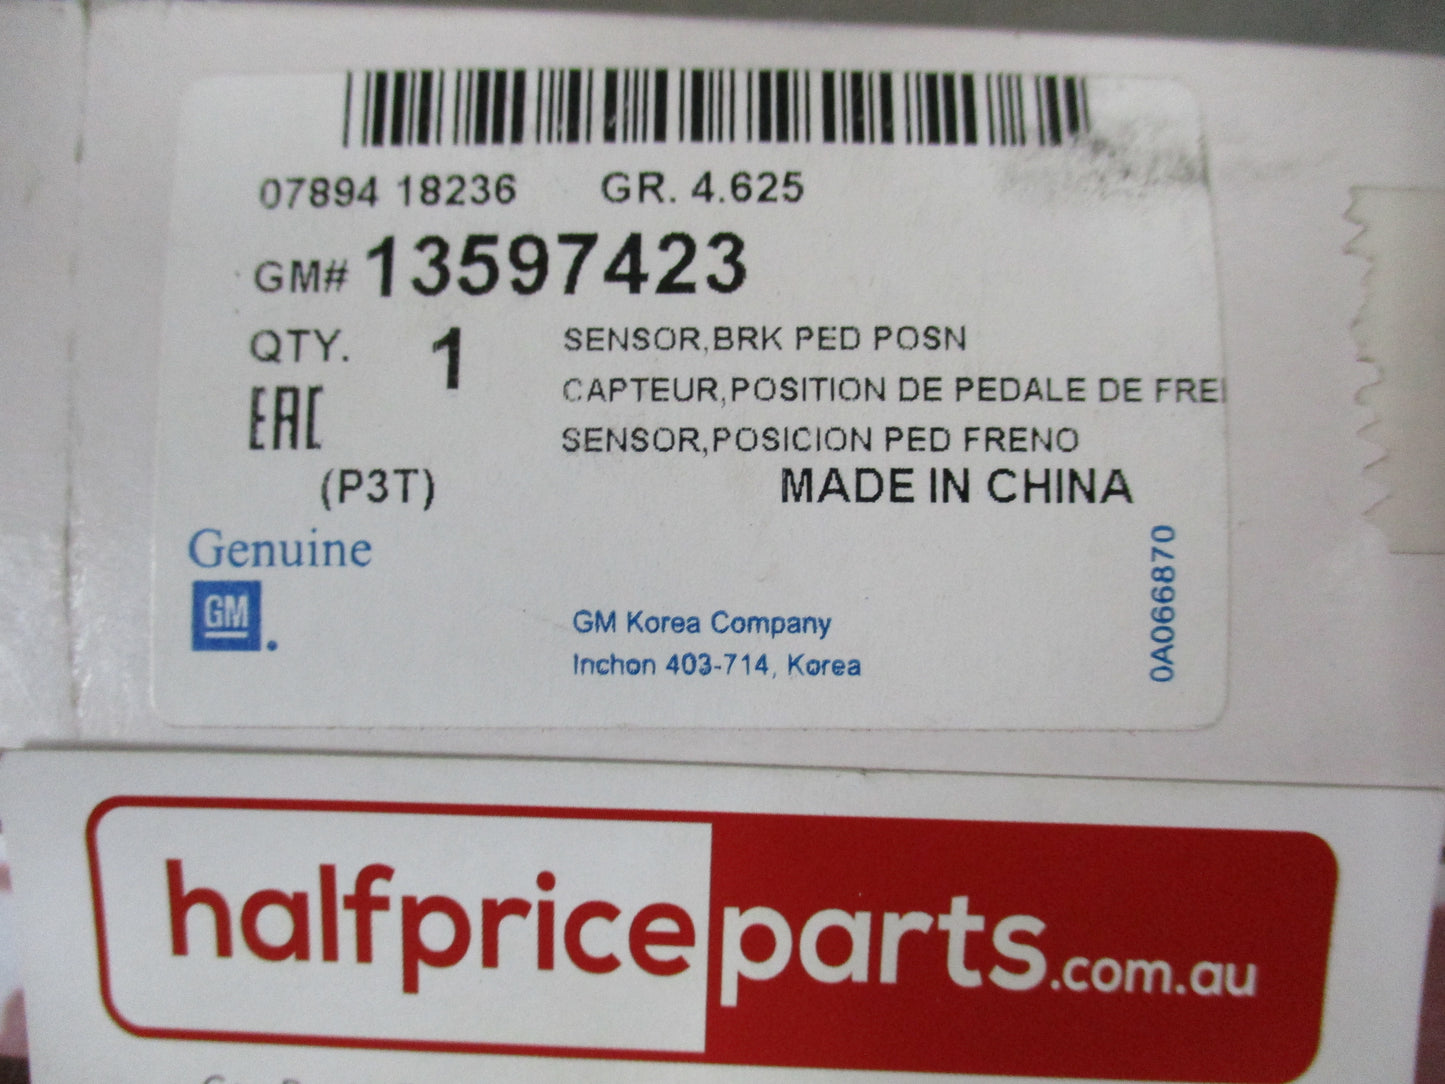 07894 18236 GR. 4.625
GM# 13597423
QTY. 1 SENSOR,BRK PED POSN
CAPTEUR,POSITION DE PEDALE DE FREI
EAC SENSOR,POSICION PED FRENO
(P3T) MADE IN CHINA
Genuine
GM
GM Korea Company
Inchon 403-714, Korea
0A066870
halfpriceparts.com.au